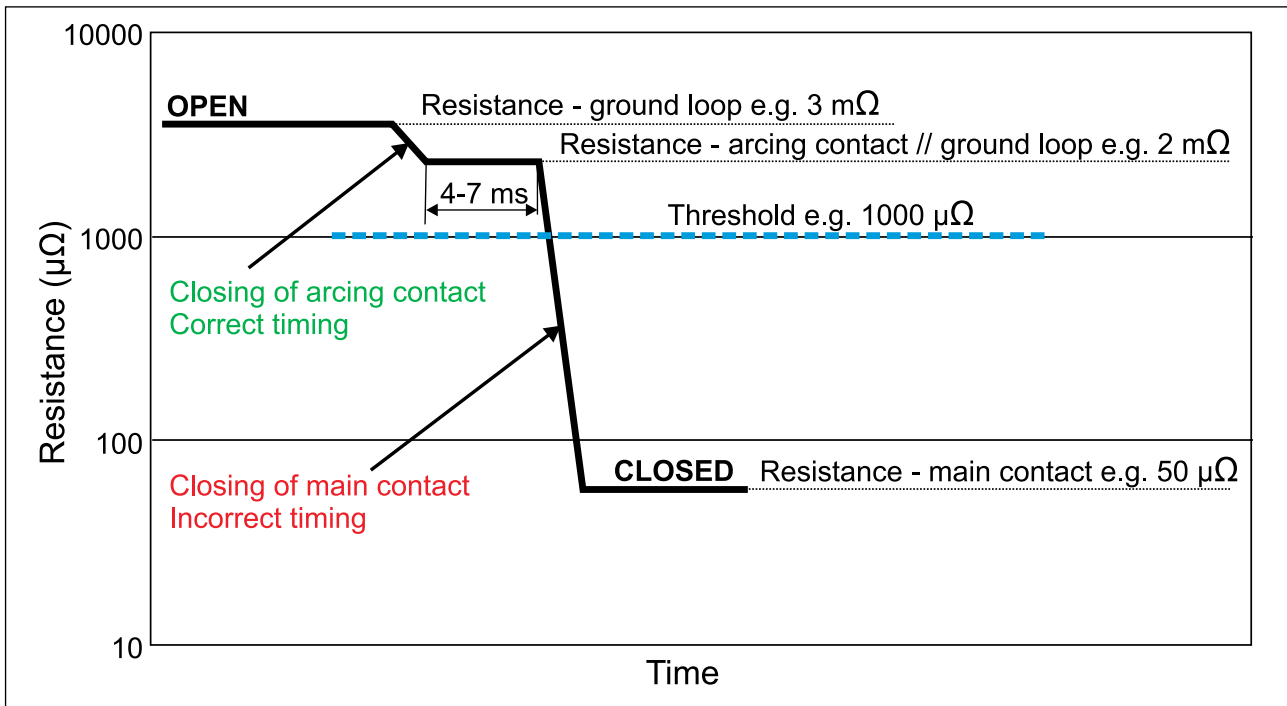 10000
OPEN
Resistance - ground loop e.g. 3 mΩ
Resistance - arcing contact // ground loop e.g. 2 mΩ
4-7 ms
Threshold e.g. 1000 µΩ
1000
Closing of arcing contact
Correct timing
Resistance (µΩ)
100
CLOSED
Resistance - main contact e.g. 50 µΩ
Closing of main contact
Incorrect timing
10
Time